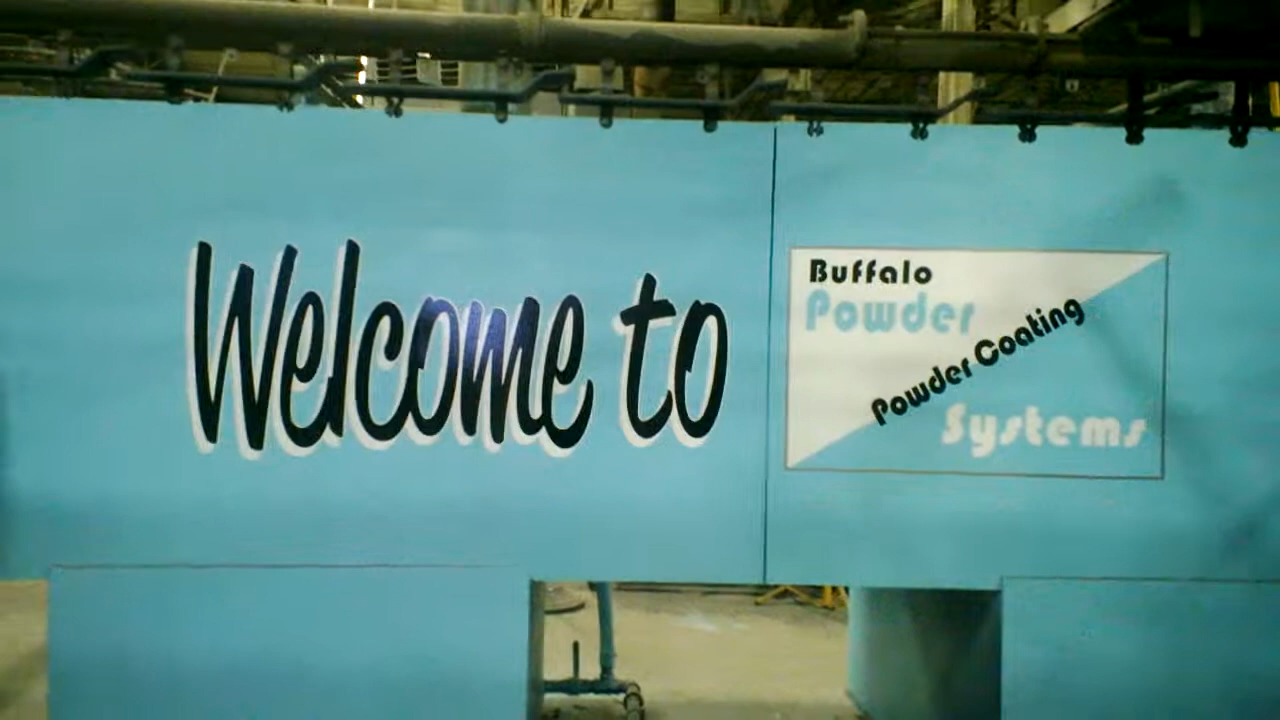 Welcome to
Buffalo
Powder
Powder Coating
Systems